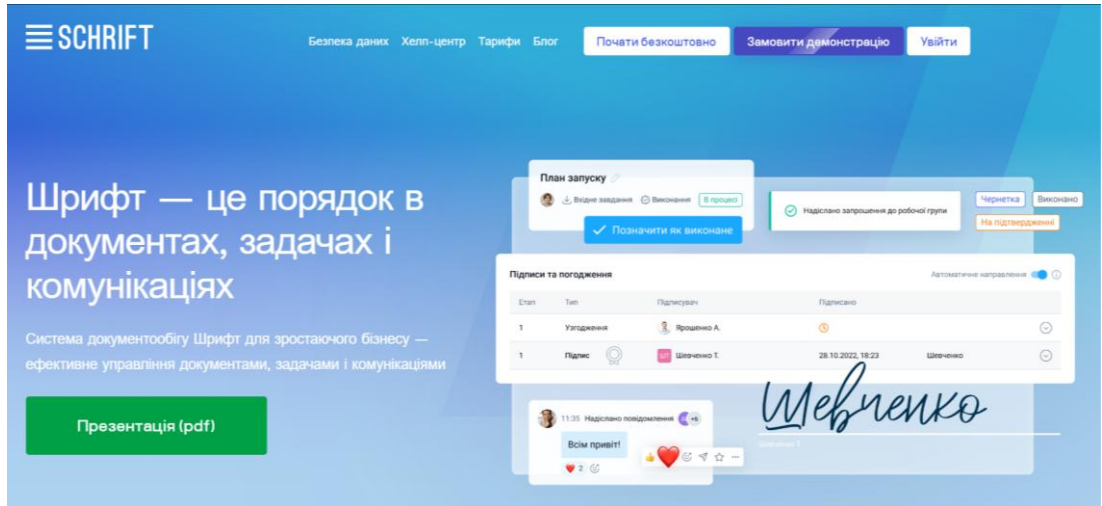 SCHRIFT
Безпека даних Хелп-центр Тарифи Блог Почати безкоштовно Замовити демонстрацію Увійти
Шрифт — це порядок в
документах, задачах і
комунікаціях
Система документообігу Шрифт для зростаючого бізнесу —
ефективне управління документами, задачами і комунікаціями
Презентація (pdf)
План запуску
Вхідне завдання Виконання В процесі
Позначити як виконане
Надіслано запрошення до робочої групи
Чернетка Виконано
На підтвердженні
Підписи та погодження Автоматичне направлення
Етап Тип Підписувач Підписано
1 Узгодження Ярошенко А.
1 Підпис ШТ Шевченко Т. 28.10.2022, 18:23 Шевченко
11:35 Надіслано повідомлення +6
Всім привіт!
2
Шевченко
Шевченко Т.